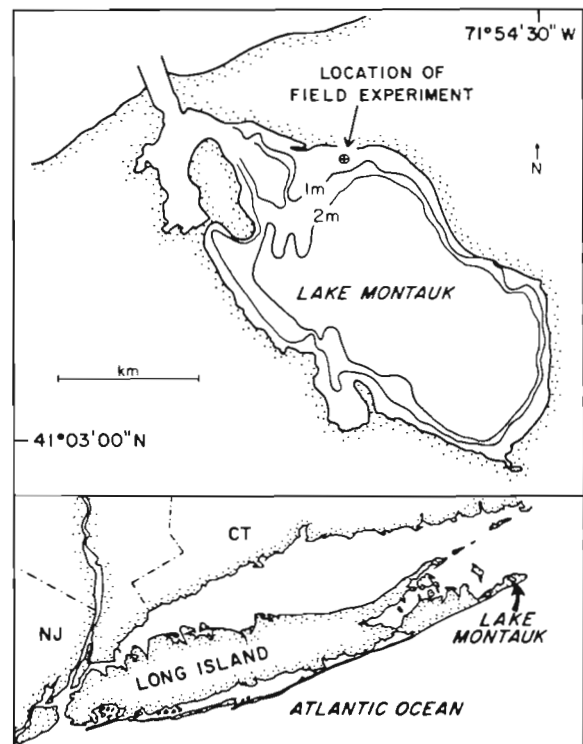 71°54'30" W
LOCATION OF
FIELD EXPERIMENT
N
1m
2m
LAKE MONTAUK
km
41°03'00"N
CT
NJ
LAKE
MONTAUK
LONG ISLAND
ATLANTIC OCEAN